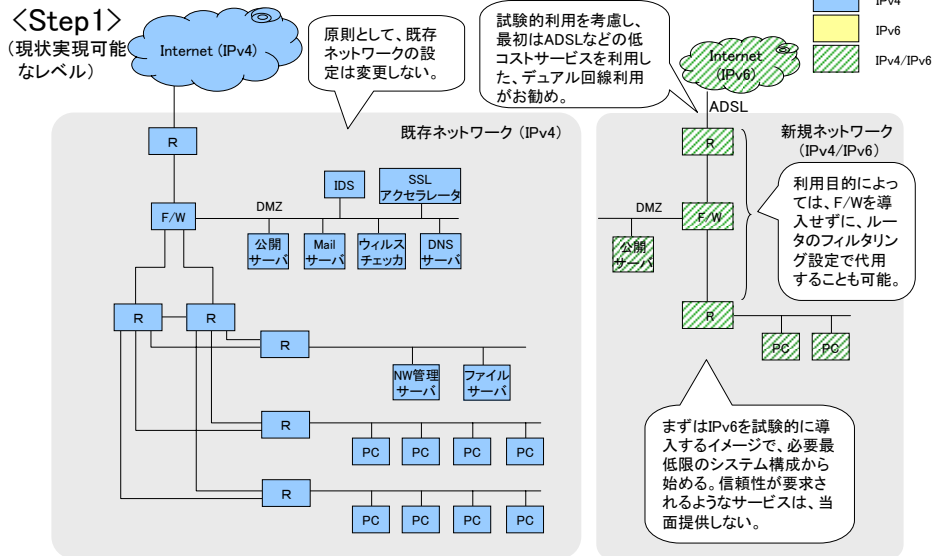 <Step1>
(現状実現可能
なレベル)
Internet (IPv4)
原則として、既存
ネットワークの設
定は変更しない。
試験的利用を考慮し、
最初はADSLなどの低
コストサービスを利用し
た、デュアル回線利用
がお勧め。
Internet
(IPv6)
IPv4
IPv6
IPv4/IPv6
ADSL
既存ネットワーク (IPv4)
新規ネットワーク
(IPv4/IPv6)
R
F/W
DMZ
IDS
SSL
アクセラレータ
公開
サーバ
Mail
サーバ
ウィルス
チェッカ
DNS
サーバ
R
R
R
NW管理
サーバ
ファイル
サーバ
R
PC
PC
PC
PC
R
PC
PC
PC
PC
R
DMZ
F/W
公開
サーバ
R
PC
PC
利用目的によっ
ては、F/Wを導
入せずに、ルー
タのフィルタリン
グ設定で代用
することも可能。
まずはIPv6を試験的に導
入するイメージで、必要最
低限のシステム構成から
始める。信頼性が要求さ
れるようなサービスは、当
面提供しない。